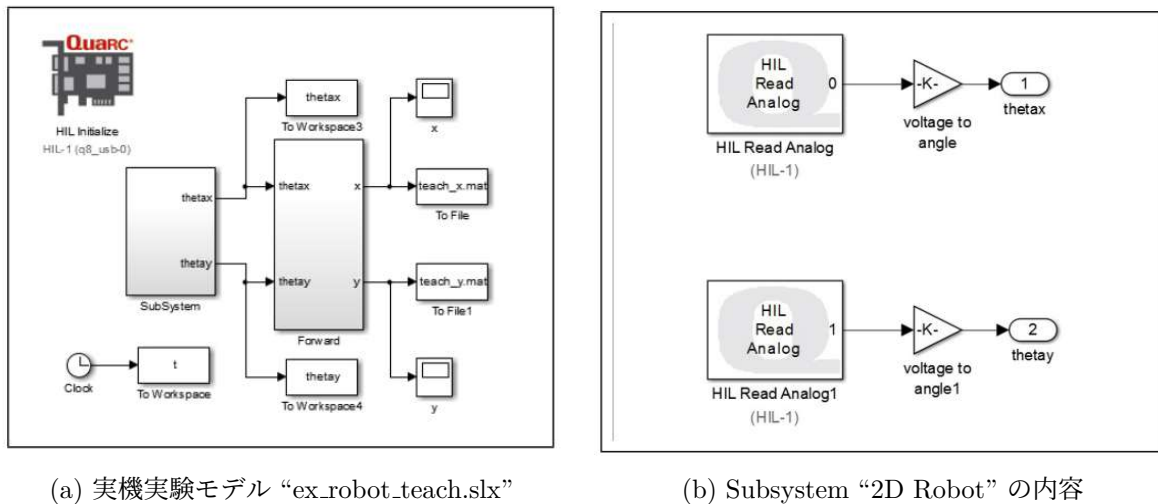 QUARC
HIL Initialize
HIL-1 (q8_usb-0)
thetax
To Workspace3
x
thetax
thetay
SubSystem
thetax
x
thetay
y
Forward
teach_x.mat
To File
teach_y.mat
To File1
Clock
t
To Workspace
thetay
To Workspace4
y
(a) 実機実験モデル “ex_robot_teach.slx”
HIL
Read
Analog
0
HIL Read Analog
(HIL-1)
-K-
voltage to
angle
1
thetax
HIL
Read
Analog
1
HIL Read Analog1
(HIL-1)
-K-
voltage to
angle1
2
thetay
(b) Subsystem “2D Robot” の内容